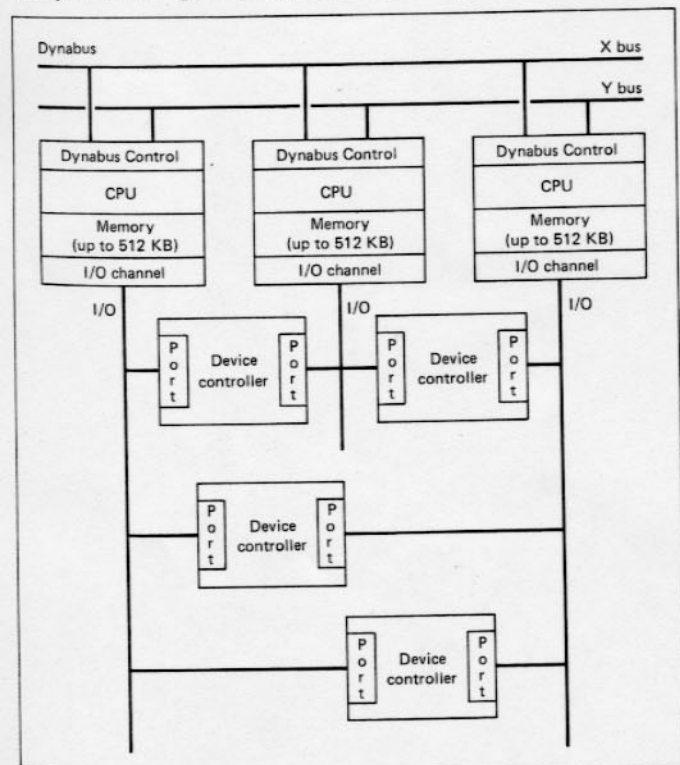 Dynabus
X bus
Y bus
Dynabus Control
CPU
Memory
(up to 512 KB)
I/O channel
Dynabus Control
CPU
Memory
(up to 512 KB)
I/O channel
Dynabus Control
CPU
Memory
(up to 512 KB)
I/O channel
I/O
I/O
I/O
Port
Device
controller
Port
Port
Device
controller
Port
Port
Device
controller
Port
Port
Device
controller
Port